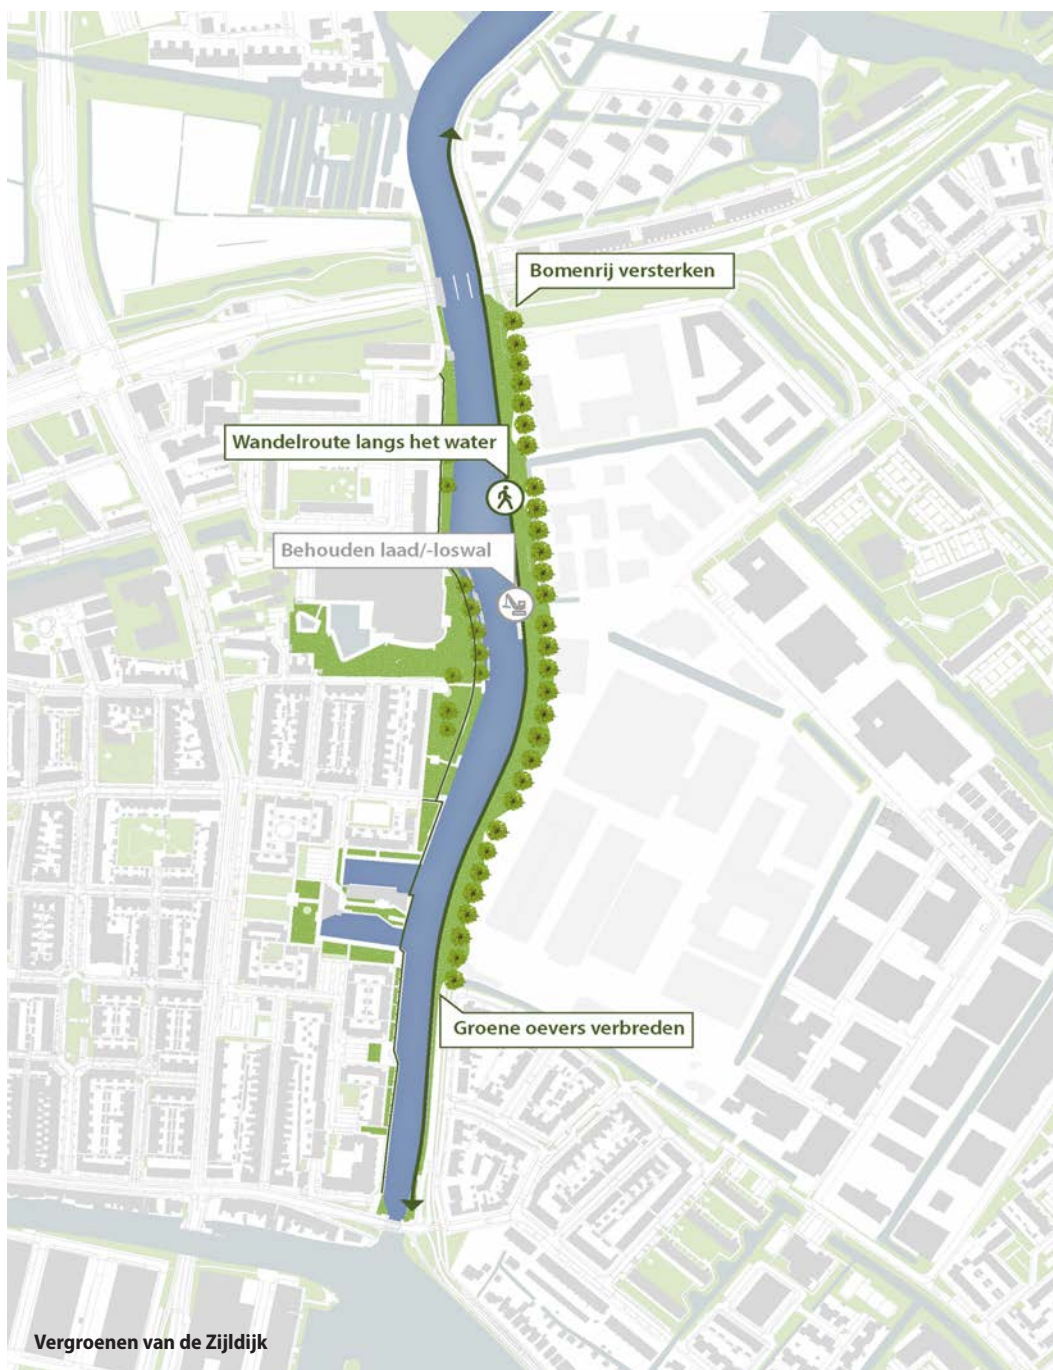 Bomenrij versterken
Wandelroute langs het water
Behouden laad/-loswal
Groene oevers verbreden
Vergroenen van de Zijldijk